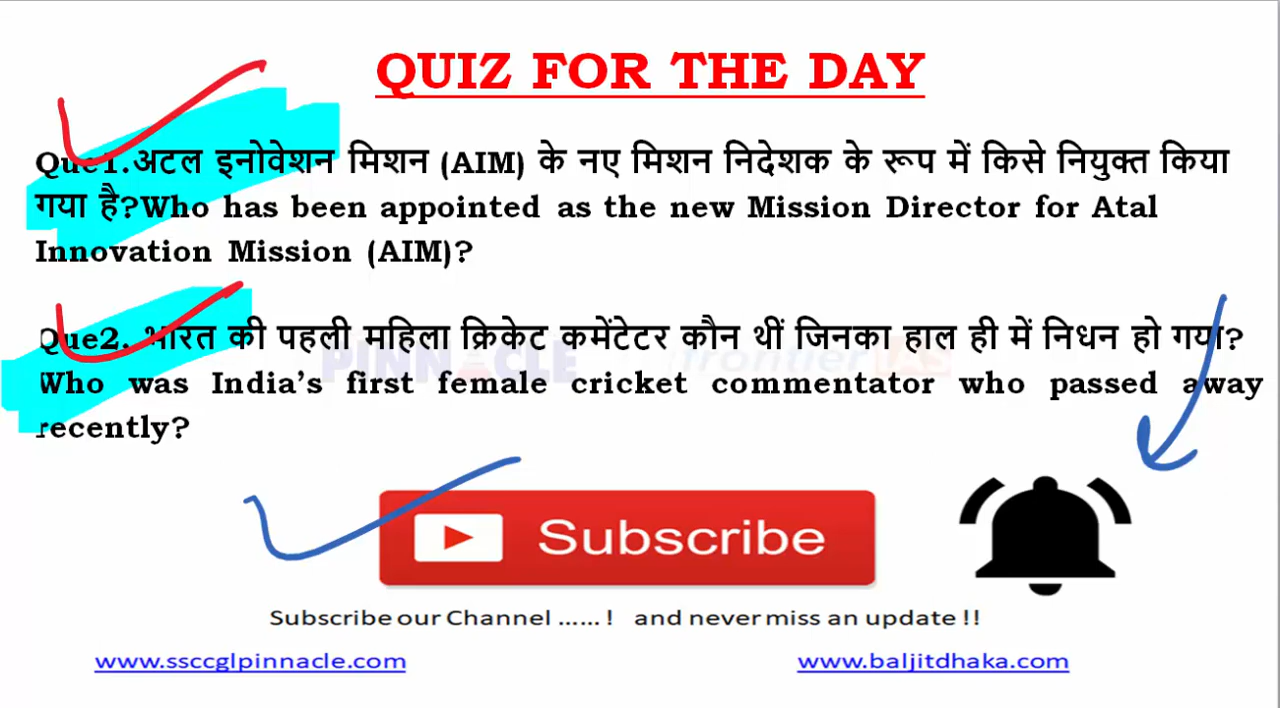 QUIZ FOR THE DAY
Que1.अटल इनोवेशन मिशन (AIM) के नए मिशन निदेशक के रूप में किसे नियुक्त किया
गया है?Who has been appointed as the new Mission Director for Atal
Innovation Mission (AIM)?
Que2. भारत की पहली महिला क्रिकेट कमेंटेटर कौन थीं जिनका हाल ही में निधन हो गया?
PINNACLE frontier IAS
Who was India's first female cricket commentator who passed away
recently?
Subscribe
Subscribe our Channel ...... ! and never miss an update !!
www.ssccglpinnacle.com www.baljitdhaka.com